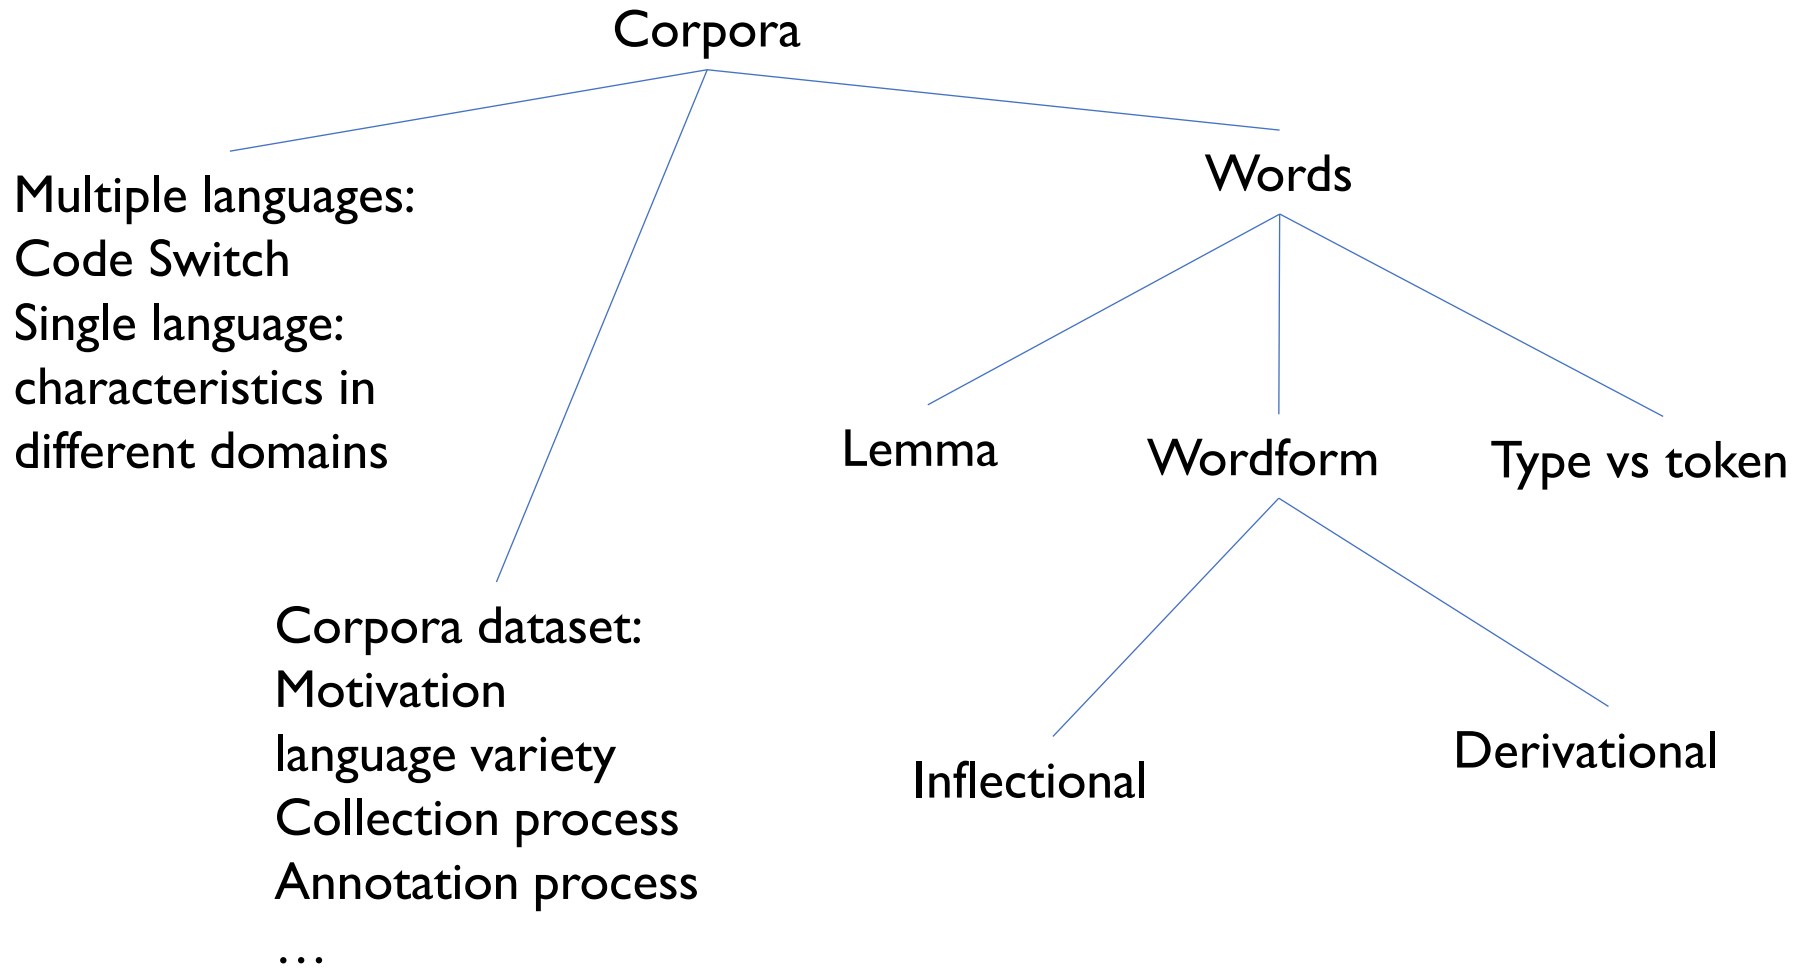 Corpora
Multiple languages:
Code Switch
Single language:
characteristics in
different domains
Words
Lemma
Wordform
Type vs token
Corpora dataset:
Motivation
language variety
Collection process
Annotation process
…
Inflectional
Derivational